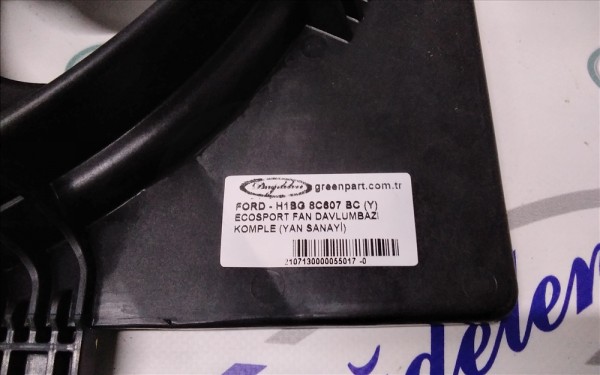 greenpart.com.tr
FORD - H1BG 8C607 BC (Y)
ECOSPORT FAN DAVLUMBAZI
KOMPLE (YAN SANAYİ)
2107130000055017 -0